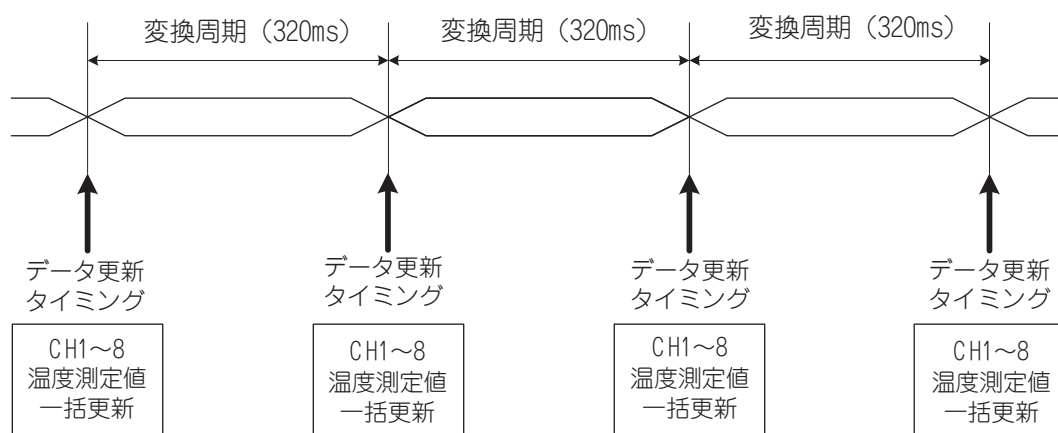 変換周期（320ms）
変換周期（320ms）
変換周期（320ms）
データ更新
タイミング
データ更新
タイミング
データ更新
タイミング
データ更新
タイミング
CH1～8
温度測定値
一括更新
CH1～8
温度測定値
一括更新
CH1～8
温度測定値
一括更新
CH1～8
温度測定値
一括更新